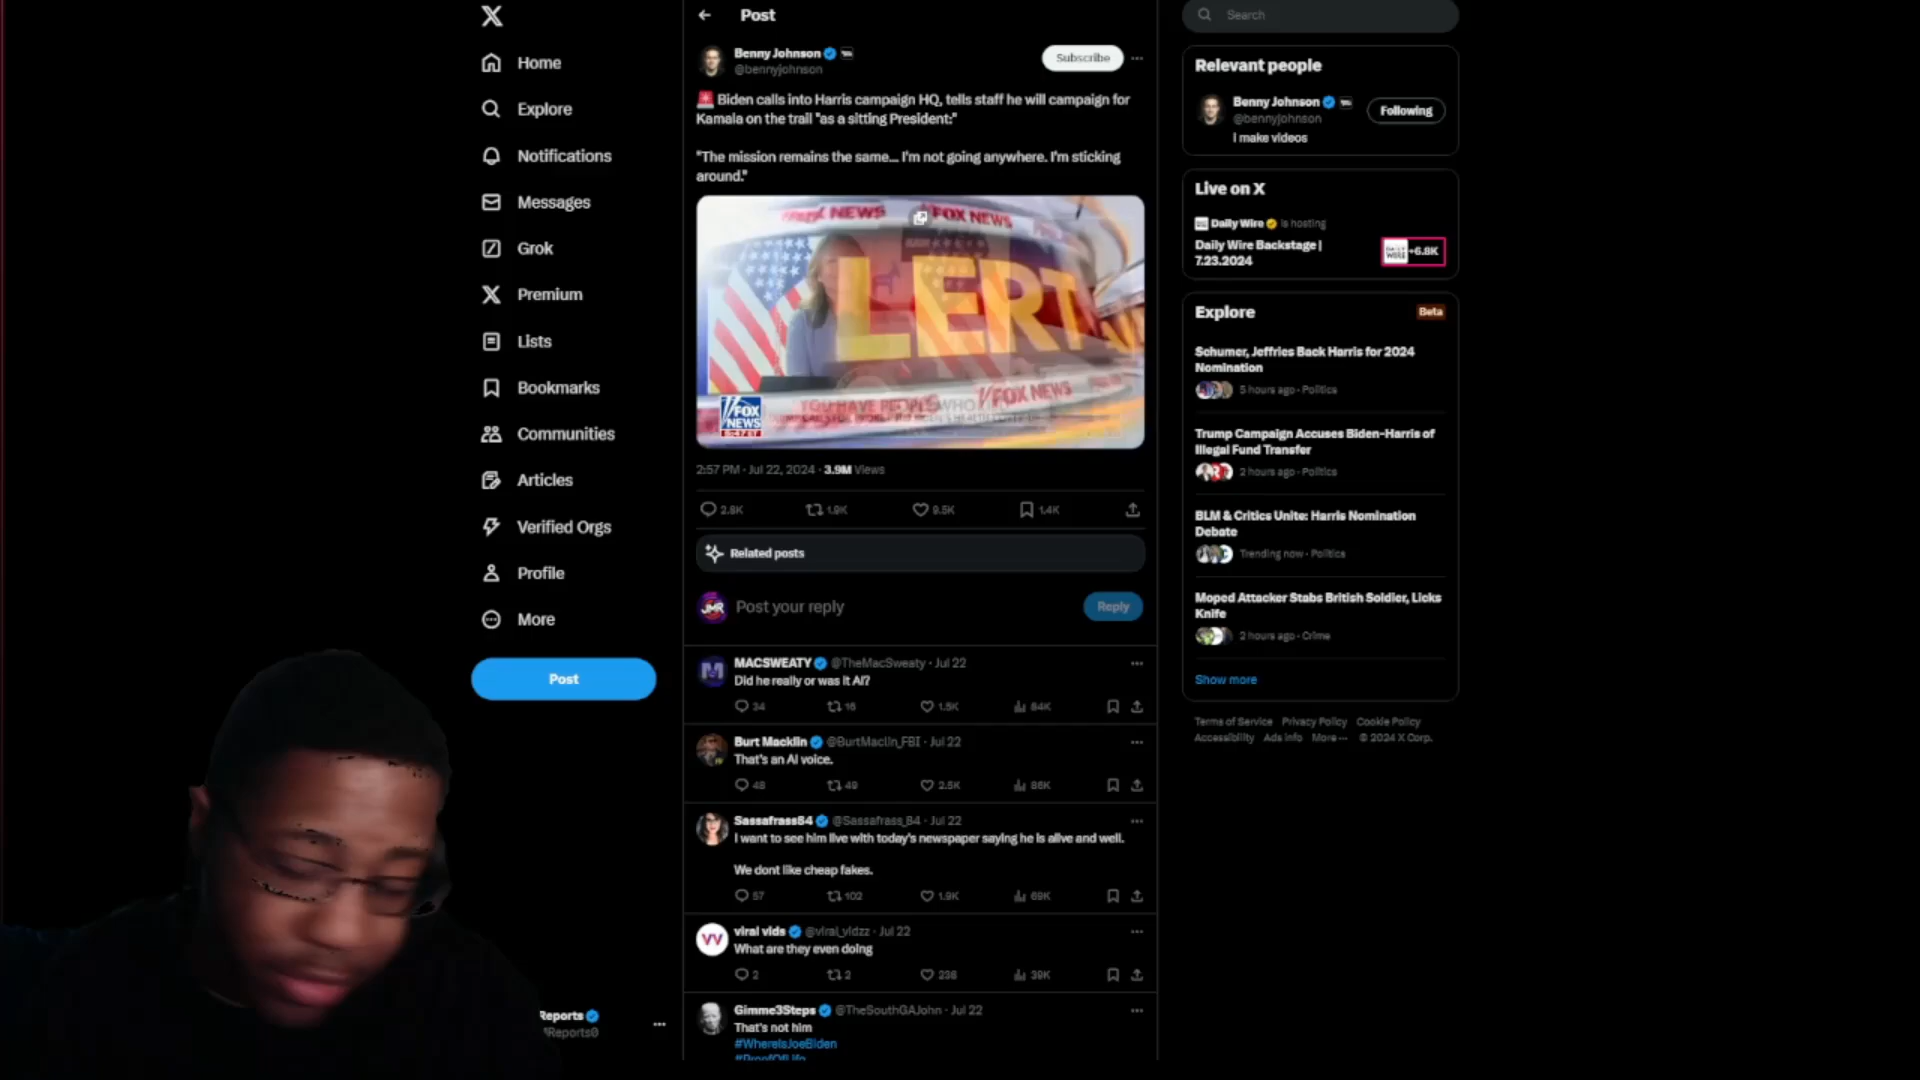 Home
Explore
Notifications
Messages
Grok
Premium
Lists
Bookmarks
Communities
Articles
Verified Orgs
Profile
More
Post
Reports
Reports0
Post
Benny Johnson
@bennyjohnson
Subscribe
🚨 Biden calls into Harris campaign HQ, tells staff he will campaign for
Kamala on the trail "as a sitting President:"
"The mission remains the same... I'm not going anywhere. I'm sticking
around."
NEWS
FOX NEWS
LERT
FOX NEWS
FOX
NEWS
YOU HAVE PEOPLE WHO
2:57 PM · Jul 22, 2024 · 3.9M Views
2.8K 1.9K 9.5K 1.4K
Related posts
JMR
Post your reply
Reply
MACSWEATY @TheMacSweaty · Jul 22
Did he really or was it AI?
34 16 1.5K 84K
Burt Macklin @BurtMaclin_FBI · Jul 22
That's an AI voice.
48 49 2.5K 86K
Sassafrass84 @Sassafrass_84 · Jul 22
I want to see him live with today's newspaper saying he is alive and well.
We dont like cheap fakes.
57 102 1.9K 69K
viral vids @viral_vidzz · Jul 22
What are they even doing
2 2 236 39K
Gimme3Steps @TheSouthGAJohn · Jul 22
That's not him
#WhereIsJoeBiden
#ProofOfLife
Search
Relevant people
Benny Johnson
@bennyjohnson
Following
I make videos
Live on X
Daily Wire is hosting
Daily Wire Backstage |
7.23.2024
DAILY
WIRE
+6.8K
Explore
Beta
Schumer, Jeffries Back Harris for 2024
Nomination
5 hours ago · Politics
Trump Campaign Accuses Biden-Harris of
Illegal Fund Transfer
2 hours ago · Politics
BLM & Critics Unite: Harris Nomination
Debate
Trending now · Politics
Moped Attacker Stabs British Soldier, Licks
Knife
2 hours ago · Crime
Show more
Terms of Service Privacy Policy Cookie Policy
Accessibility Ads info More ··· © 2024 X Corp.